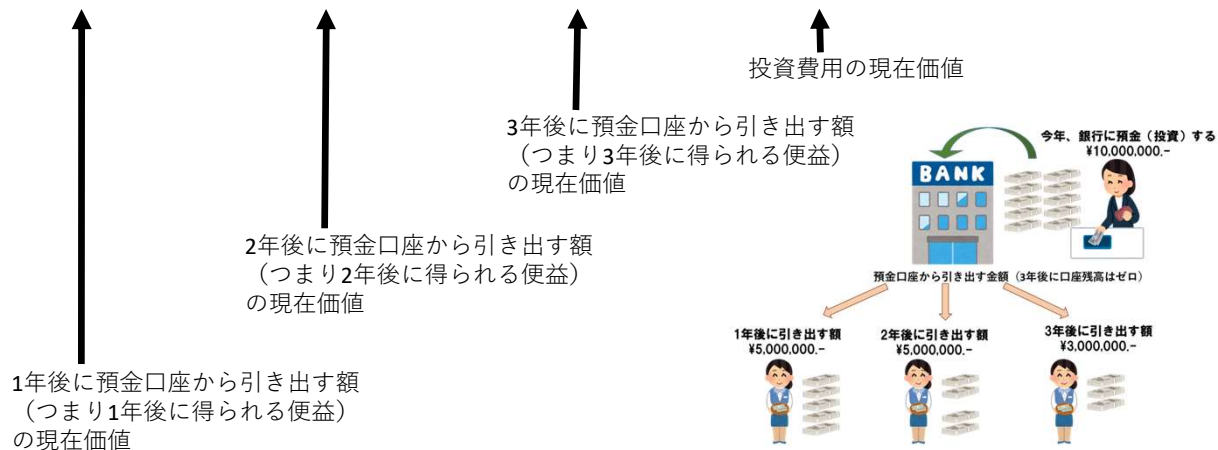 投資費用の現在価値
3年後に預金口座から引き出す額
（つまり3年後に得られる便益）
の現在価値
2年後に預金口座から引き出す額
（つまり2年後に得られる便益）
の現在価値
1年後に預金口座から引き出す額
（つまり1年後に得られる便益）
の現在価値
今年、銀行に預金（投資）する
¥10,000,000.-
BANK
預金口座から引き出す金額（3年後に口座残高はゼロ）
1年後に引き出す額
¥5,000,000.-
2年後に引き出す額
¥5,000,000.-
3年後に引き出す額
¥3,000,000.-